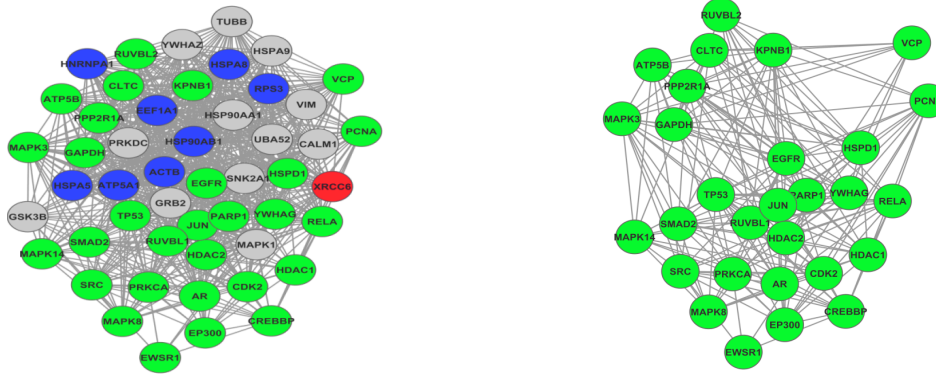 TUBB
YWHAZ
HSPA9
RUVBL2
HNRNPA1
HSPA8
VCP
CLTC
KPNB1
RPS3
ATP5B
EEF1A1
VIM
PPP2R1A
HSP90AA1
PCNA
MAPK3
PRKDC
HSP90AB1
UBA52
CALM1
GAPDH
HSPA5
ATP5A1
ACTB
EGFR
SNK2A1
HSPD1
XRCC6
GSK3B
GRB2
TP53
JUN
PARP1
YWHAG
RELA
MAPK14
SMAD2
RUVBL1
HDAC2
MAPK1
HDAC1
SRC
PRKCA
AR
CDK2
MAPK8
EP300
CREBBP
EWSR1
RUVBL2
CLTC
KPNB1
VCP
ATP5B
PPP2R1A
PCN
MAPK3
GAPDH
EGFR
HSPD1
TP53
JUN
PARP1
YWHAG
RELA
MAPK14
SMAD2
RUVBL1
HDAC2
HDAC1
SRC
PRKCA
AR
CDK2
MAPK8
EP300
CREBBP
EWSR1